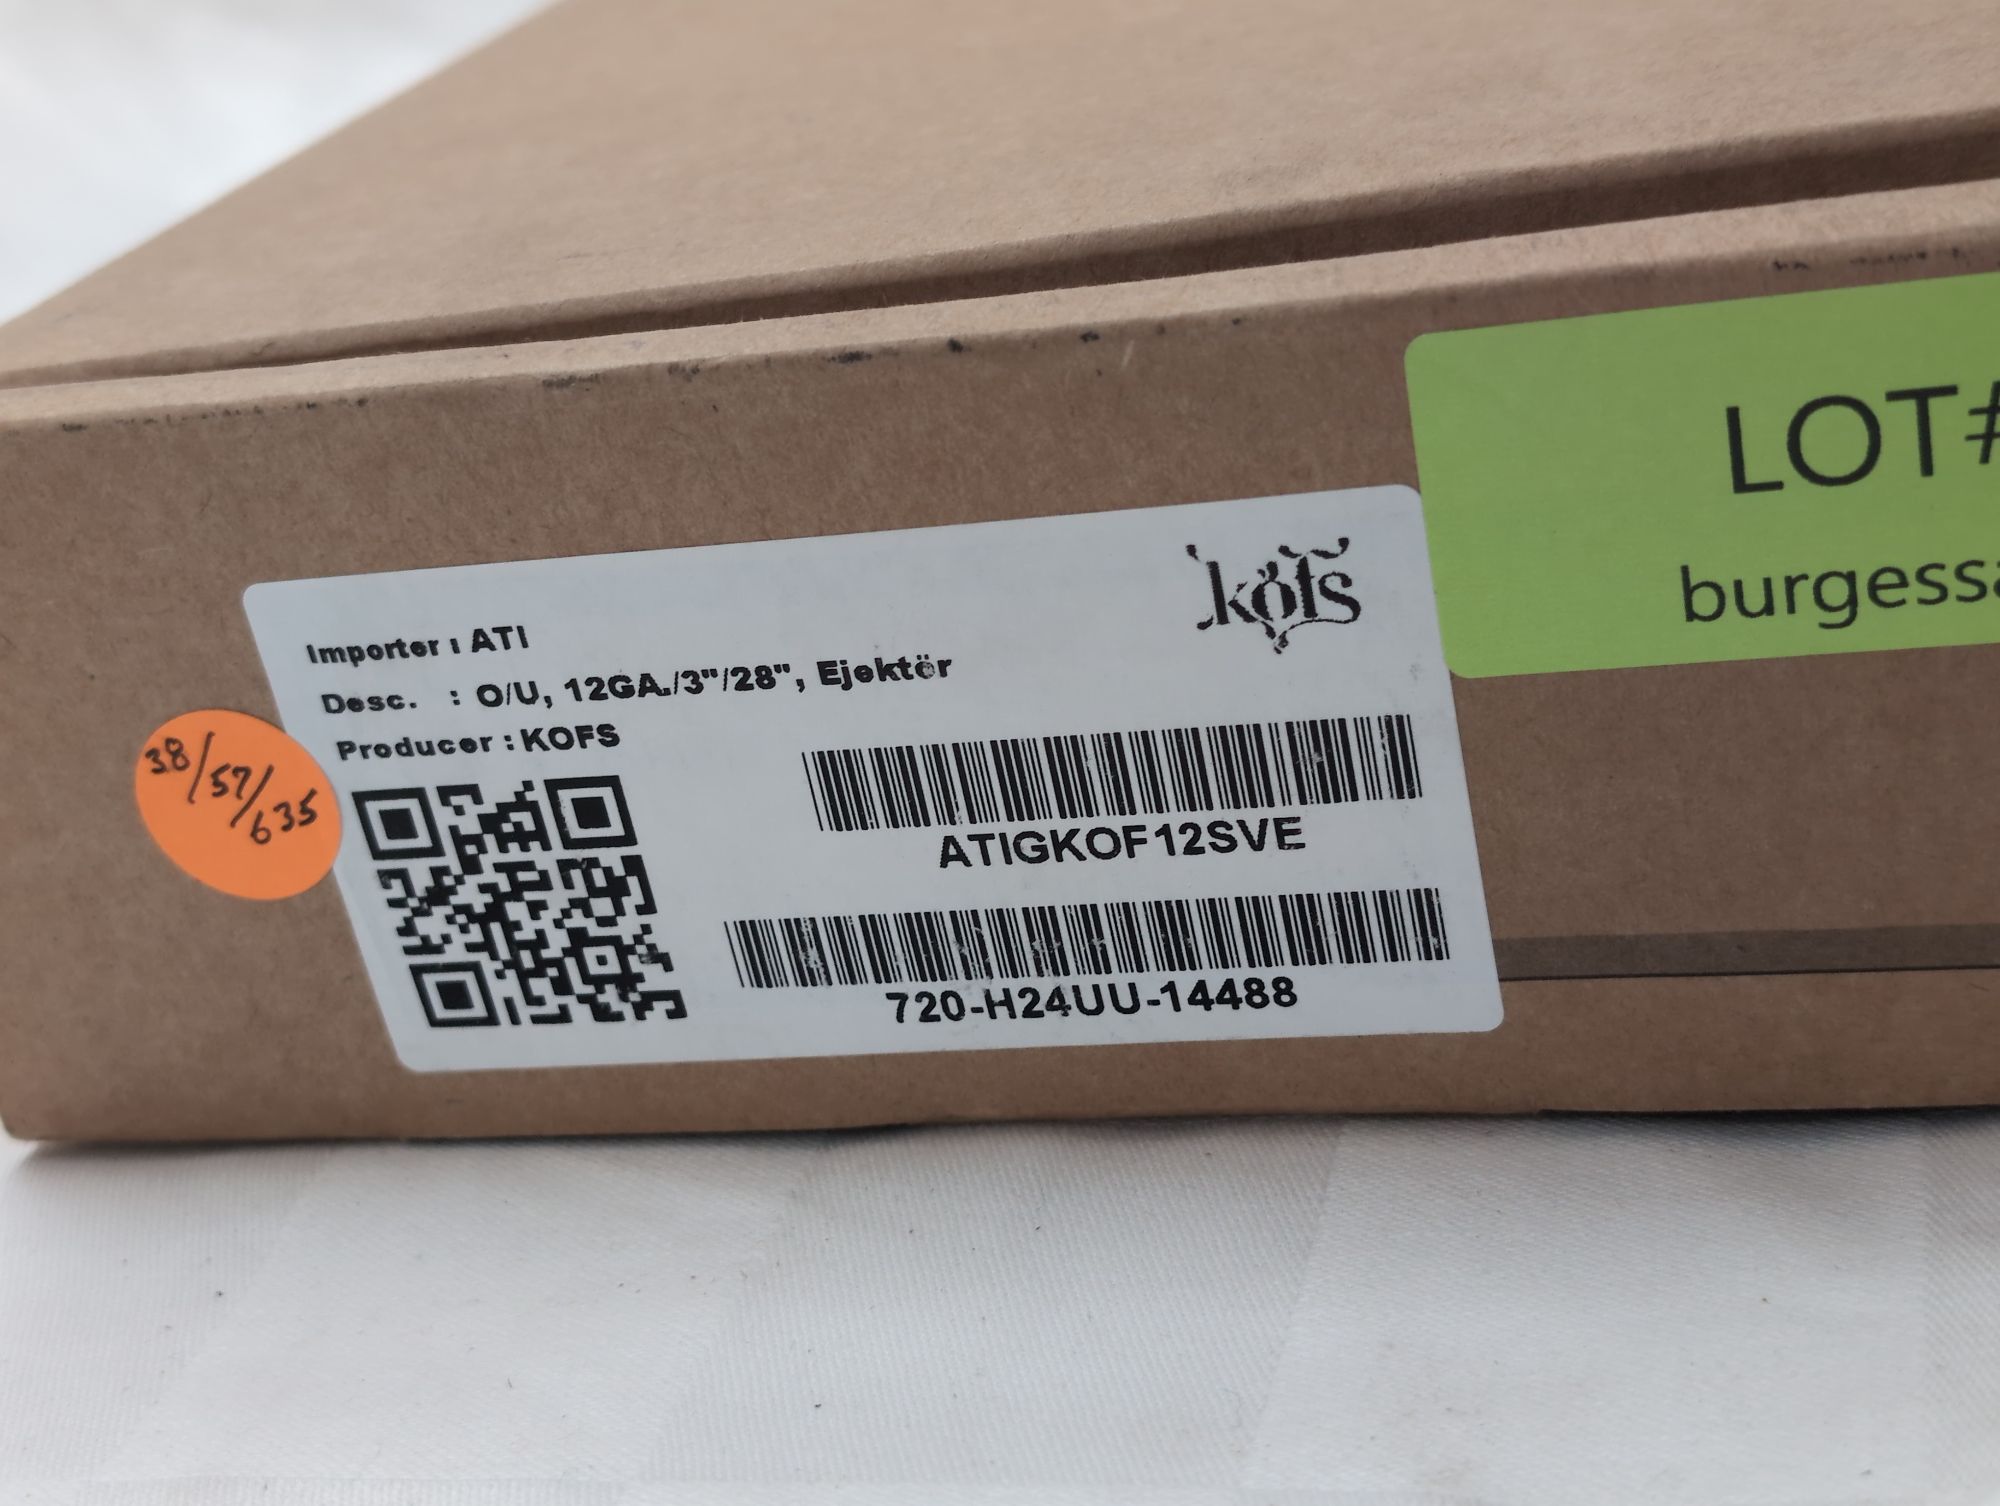 LOT#
burgessa
kofs
Importer : ATI
Desc. : O/U, 12GA./3"/28", Ejektör
Producer : KOFS
38/57/635
ATIGKOF12SVE
720-H24UU-14488